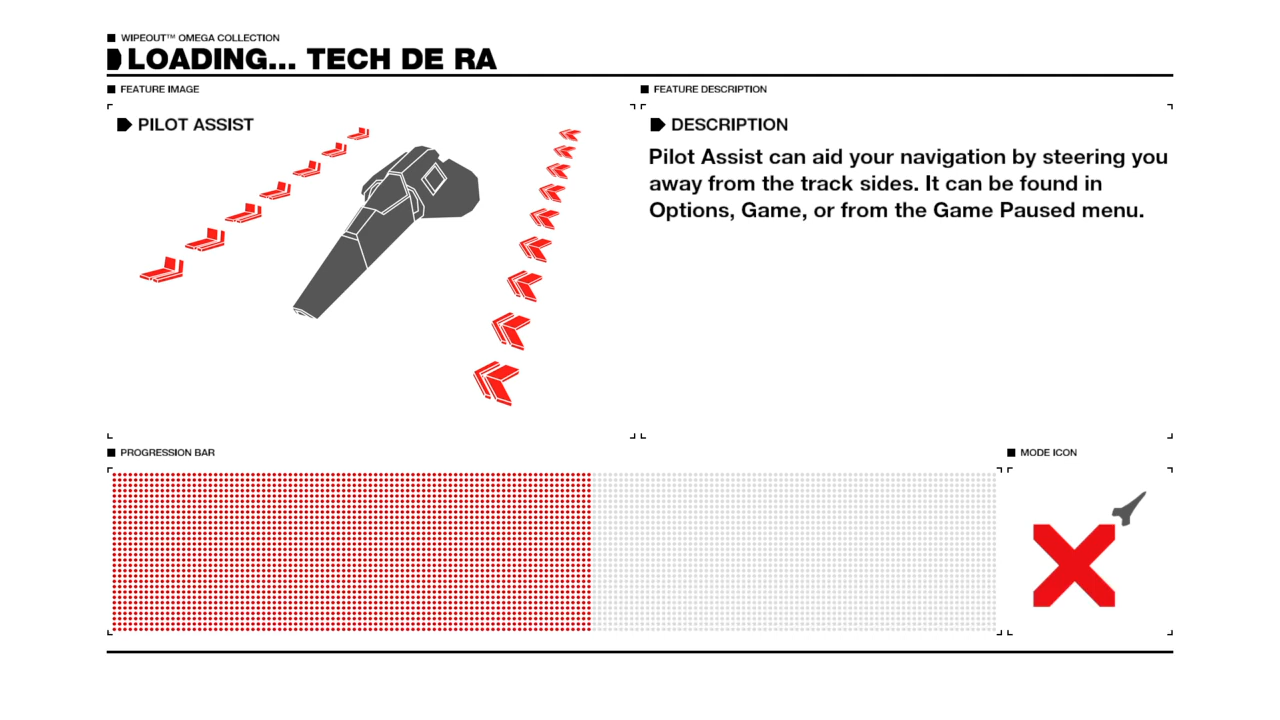 WIPEOUT™ OMEGA COLLECTION
LOADING... TECH DE RA
FEATURE IMAGE
PILOT ASSIST
FEATURE DESCRIPTION
DESCRIPTION
Pilot Assist can aid your navigation by steering you
away from the track sides. It can be found in
Options, Game, or from the Game Paused menu.
PROGRESSION BAR
MODE ICON